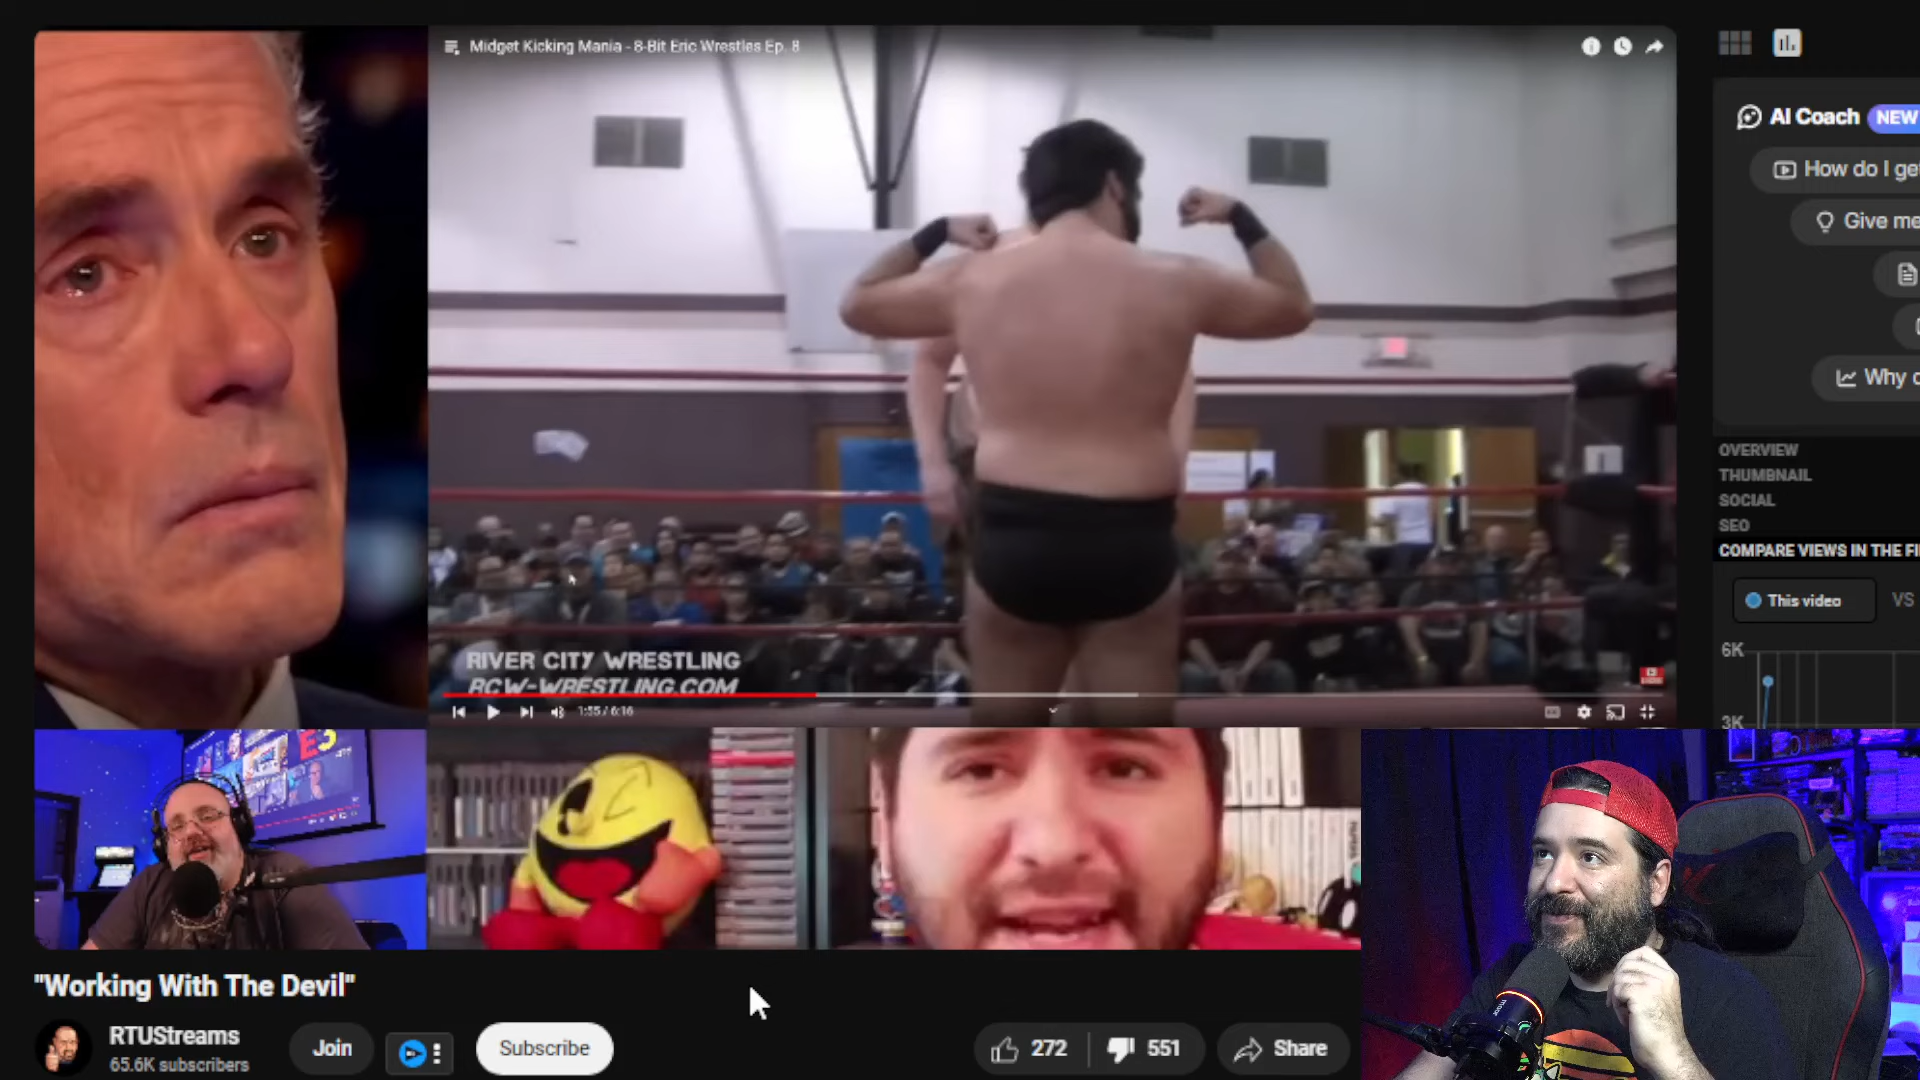 Midget Kicking Mania - 8-Bit Eric Wrestles Ep. 8
AI Coach NEW
How do I ge
Give me
Why
OVERVIEW
THUMBNAIL
SOCIAL
SEO
COMPARE VIEWS IN THE FI
This video VS
6K
3K
RIVER CITY WRESTLING
RCW-WRESTLING.COM
1:55 / 6:16
E3
"Working With The Devil"
RTUStreams
65.6K subscribers
Join
Subscribe
272
551
Share